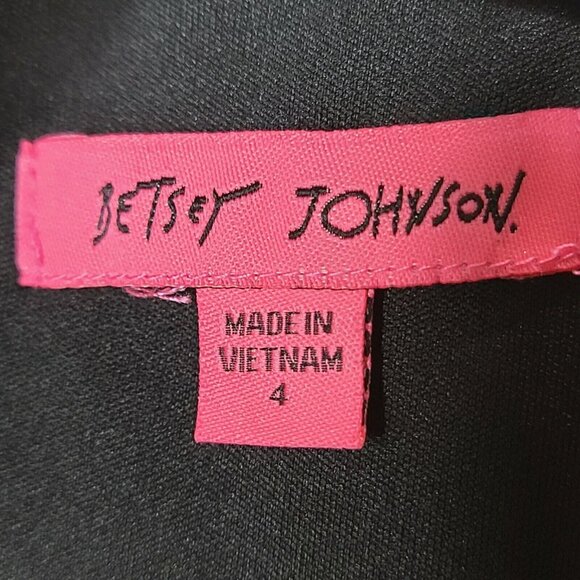 BETSEY JOHNSON.
MADE IN
VIETNAM
4